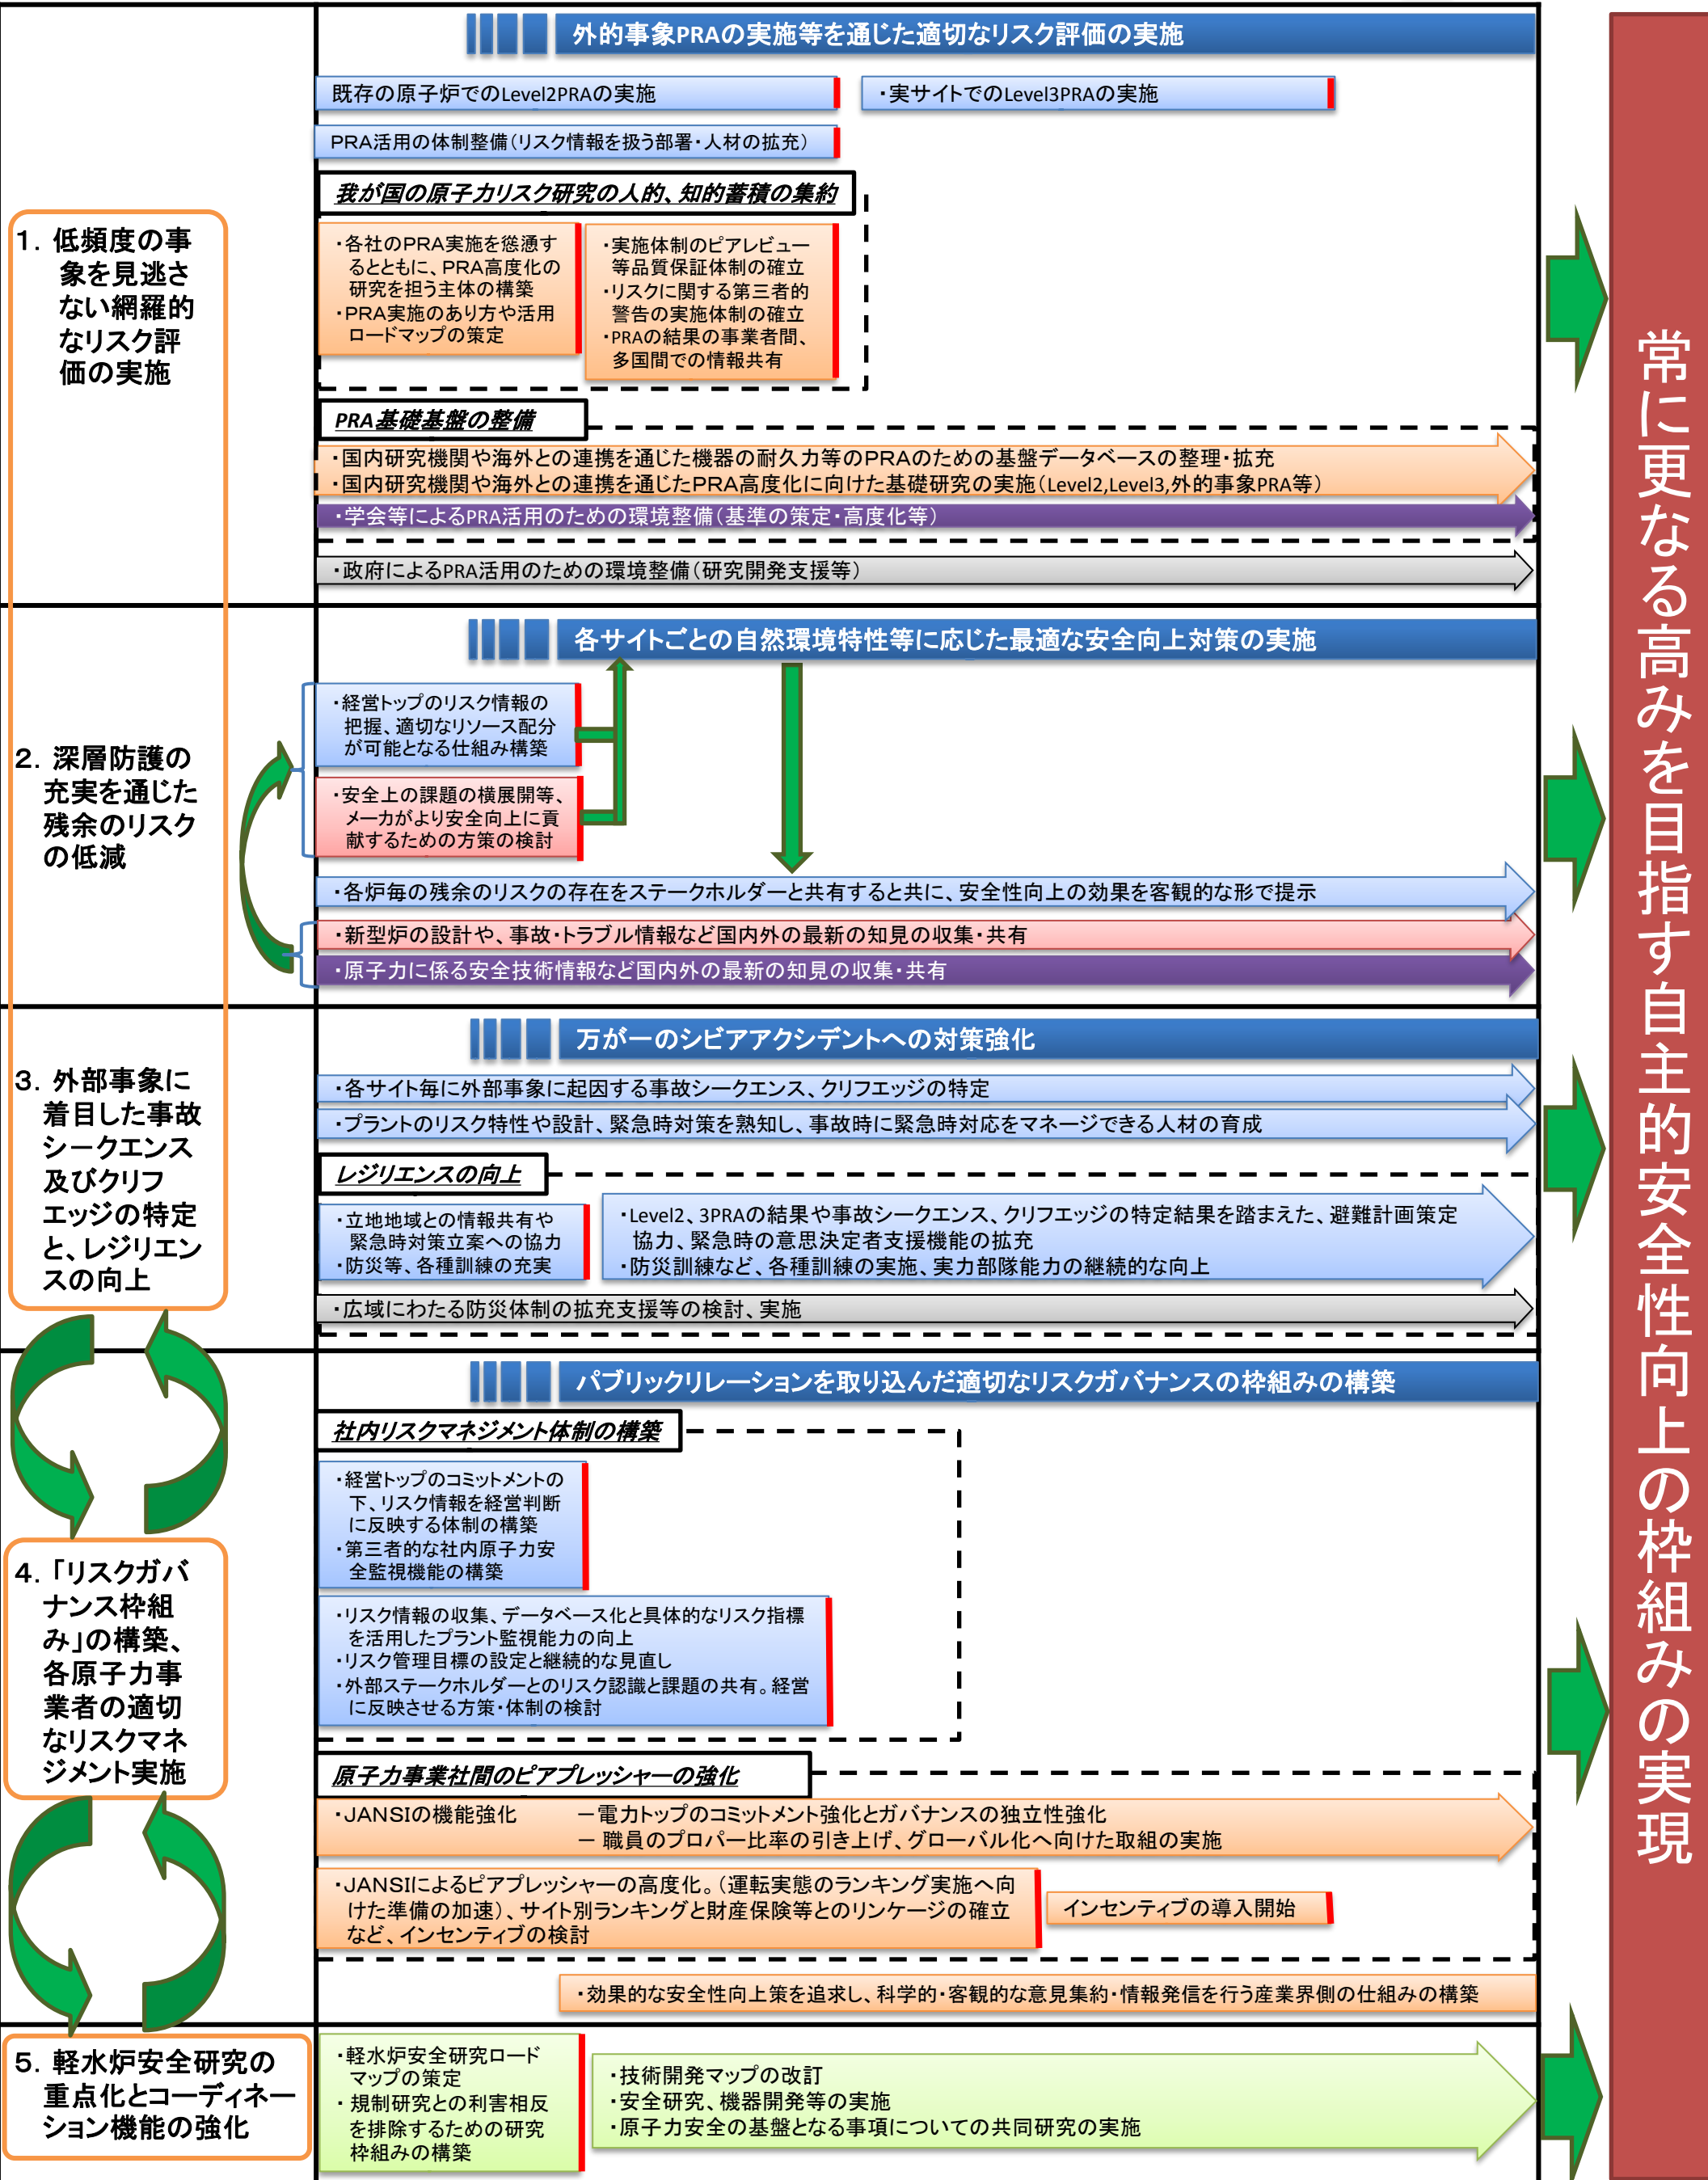 外的事象PRAの実施等を通じた適切なリスク評価の実施
既存の原子炉でのLevel2PRAの実施
・実サイトでのLevel3PRAの実施
PRA活用の体制整備(リスク情報を扱う部署・人材の拡充)
我が国の原子力リスク研究の人的、知的蓄積の集約
1. 低頻度の事
象を見逃さ
ない網羅的
なリスク評
価の実施
・各社のPRA実施を慫慂す
るとともに、PRA高度化の
研究を担う主体の構築
・PRA実施のあり方や活用
ロードマップの策定
・実施体制のピアレビュー
等品質保証体制の確立
・リスクに関する第三者的
警告の実施体制の確立
・PRAの結果の事業者間、
多国間での情報共有
PRA基礎基盤の整備
・国内研究機関や海外との連携を通じた機器の耐久力等のPRAのための基盤データベースの整理・拡充
・国内研究機関や海外との連携を通じたPRA高度化に向けた基礎研究の実施(Level2,Level3,外的事象PRA等)
・学会等によるPRA活用のための環境整備(基準の策定・高度化等)
・政府によるPRA活用のための環境整備(研究開発支援等)
各サイトごとの自然環境特性等に応じた最適な安全向上対策の実施
2. 深層防護の
充実を通じた
残余のリスク
の低減
・経営トップのリスク情報の
把握、適切なリソース配分
が可能となる仕組み構築
・安全上の課題の横展開等、
メーカがより安全向上に貢
献するための方策の検討
・各炉毎の残余のリスクの存在をステークホルダーと共有すると共に、安全性向上の効果を客観的な形で提示
・新型炉の設計や、事故・トラブル情報など国内外の最新の知見の収集・共有
・原子力に係る安全技術情報など国内外の最新の知見の収集・共有
万が一のシビアアクシデントへの対策強化
3. 外部事象に
着目した事故
シークエンス
及びクリフ
エッジの特定
と、レジリエン
スの向上
・各サイト毎に外部事象に起因する事故シークエンス、クリフエッジの特定
・プラントのリスク特性や設計、緊急時対策を熟知し、事故時に緊急時対応をマネージできる人材の育成
レジリエンスの向上
・立地地域との情報共有や
緊急時対策立案への協力
・防災等、各種訓練の充実
・Level2、3PRAの結果や事故シークエンス、クリフエッジの特定結果を踏まえた、避難計画策定
協力、緊急時の意思決定者支援機能の拡充
・防災訓練など、各種訓練の実施、実力部隊能力の継続的な向上
・広域にわたる防災体制の拡充支援等の検討、実施
パブリックリレーションを取り込んだ適切なリスクガバナンスの枠組みの構築
社内リスクマネジメント体制の構築
・経営トップのコミットメントの
下、リスク情報を経営判断
に反映する体制の構築
・第三者的な社内原子力安
全監視機能の構築
4. 「リスクガバ
ナンス枠組
み」の構築、
各原子力事
業者の適切
なリスクマネ
ジメント実施
・リスク情報の収集、データベース化と具体的なリスク指標
を活用したプラント監視能力の向上
・リスク管理目標の設定と継続的な見直し
・外部ステークホルダーとのリスク認識と課題の共有。経営
に反映させる方策・体制の検討
原子力事業社間のピアプレッシャーの強化
・JANSIの機能強化 －電力トップのコミットメント強化とガバナンスの独立性強化
－ 職員のプロパー比率の引き上げ、グローバル化へ向けた取組の実施
・JANSIによるピアプレッシャーの高度化。(運転実態のランキング実施へ向
けた準備の加速)、サイト別ランキングと財産保険等とのリンケージの確立
など、インセンティブの検討
インセンティブの導入開始
・効果的な安全性向上策を追求し、科学的・客観的な意見集約・情報発信を行う産業界側の仕組みの構築
5. 軽水炉安全研究の
重点化とコーディネー
ション機能の強化
・軽水炉安全研究ロード
マップの策定
・ 規制研究との利害相反
を排除するための研究
枠組みの構築
・技術開発マップの改訂
・安全研究、機器開発等の実施
・原子力安全の基盤となる事項についての共同研究の実施
常に更なる高みを目指す自主的安全性向上の枠組みの実現